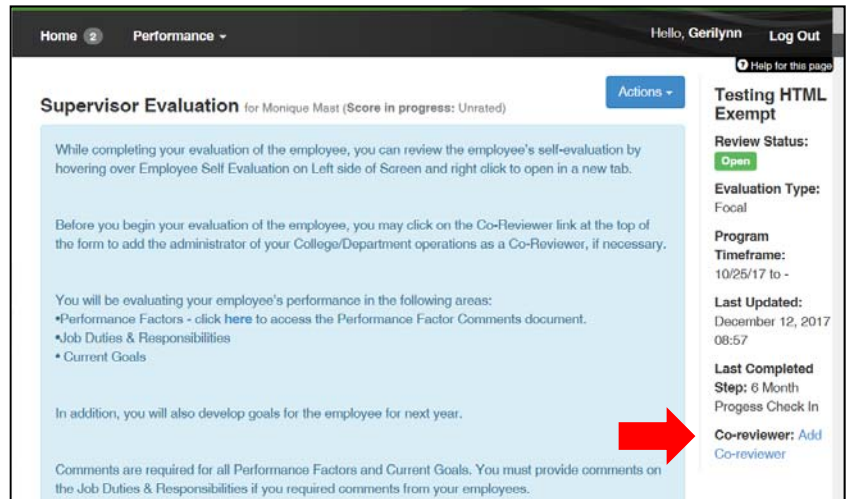 Home 2 Performance
Hello, Gerilynn Log Out
? Help for this page
Supervisor Evaluation for Monique Mast (Score in progress: Unrated)
Actions
While completing your evaluation of the employee, you can review the employee's self-evaluation by
hovering over Employee Self Evaluation on Left side of Screen and right click to open in a new tab.
Before you begin your evaluation of the employee, you may click on the Co-Reviewer link at the top of
the form to add the administrator of your College/Department operations as a Co-Reviewer, if necessary.
You will be evaluating your employee's performance in the following areas:
•Performance Factors - click here to access the Performance Factor Comments document.
•Job Duties & Responsibilities
• Current Goals
In addition, you will also develop goals for the employee for next year.
Comments are required for all Performance Factors and Current Goals. You must provide comments on
the Job Duties & Responsibilities if you required comments from your employees.
Testing HTML
Exempt
Review Status:
Open
Evaluation Type:
Focal
Program
Timeframe:
10/25/17 to -
Last Updated:
December 12, 2017
08:57
Last Completed
Step: 6 Month
Progess Check In
Co-reviewer: Add
Co-reviewer